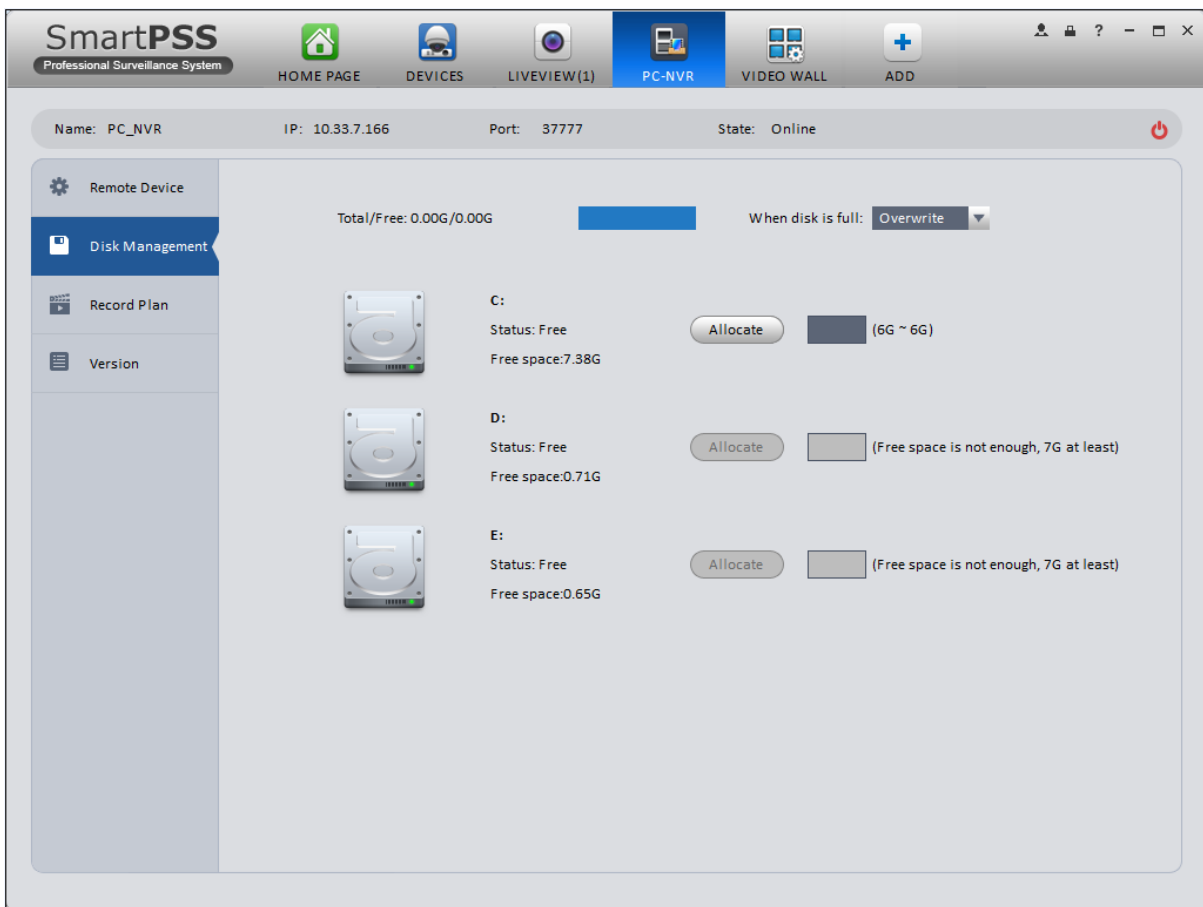 SmartPSS
Professional Surveillance System
HOME PAGE DEVICES LIVEVIEW(1) PC-NVR VIDEO WALL ADD
?
Name: PC_NVR IP: 10.33.7.166 Port: 37777 State: Online
Remote Device
Disk Management
Record Plan
Version
Total/Free: 0.00G/0.00G When disk is full: Overwrite
C:
Status: Free Allocate (6G ~ 6G)
Free space:7.38G
D:
Status: Free Allocate (Free space is not enough, 7G at least)
Free space:0.71G
E:
Status: Free Allocate (Free space is not enough, 7G at least)
Free space:0.65G